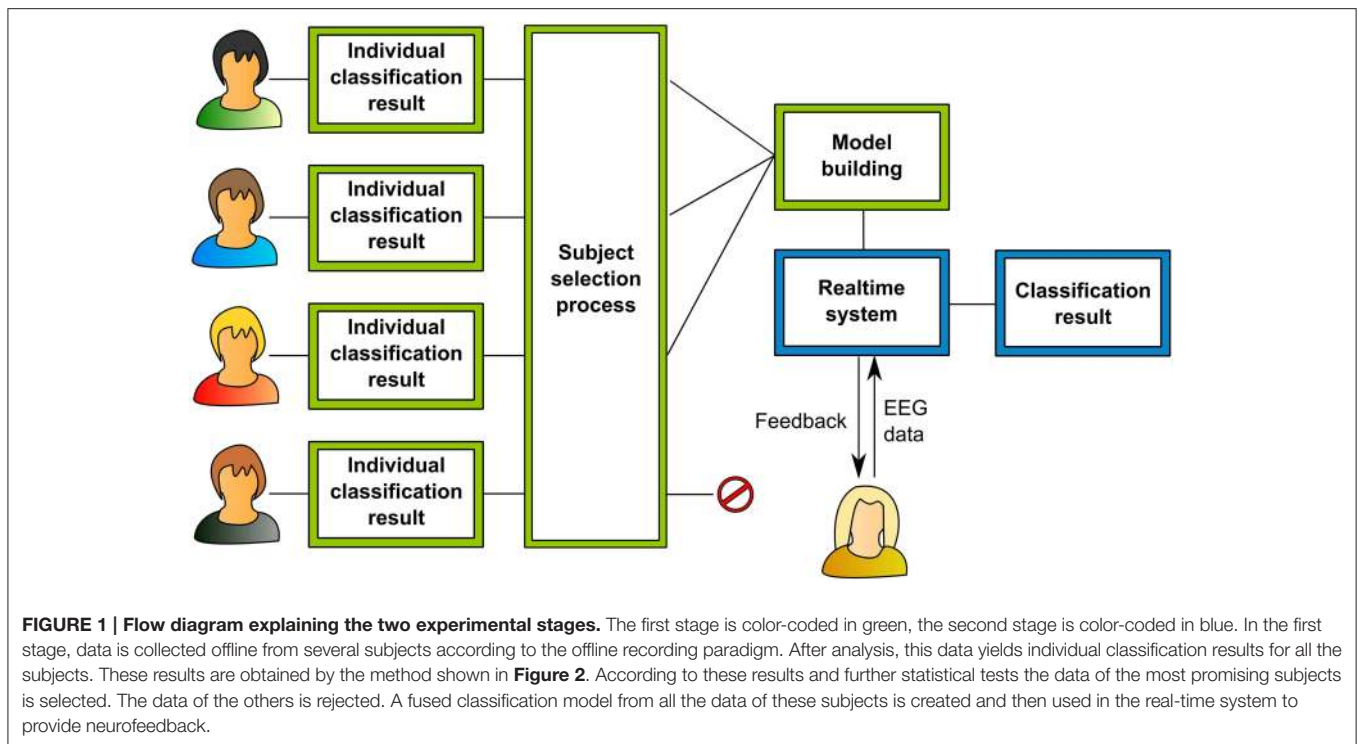 Individual
classification
result
Individual
classification
result
Individual
classification
result
Individual
classification
result
Subject
selection
process
Model
building
Realtime
system
Classification
result
Feedback
EEG
data
FIGURE 1 | Flow diagram explaining the two experimental stages. The first stage is color-coded in green, the second stage is color-coded in blue. In the first
stage, data is collected offline from several subjects according to the offline recording paradigm. After analysis, this data yields individual classification results for all the
subjects. These results are obtained by the method shown in Figure 2. According to these results and further statistical tests the data of the most promising subjects
is selected. The data of the others is rejected. A fused classification model from all the data of these subjects is created and then used in the real-time system to
provide neurofeedback.